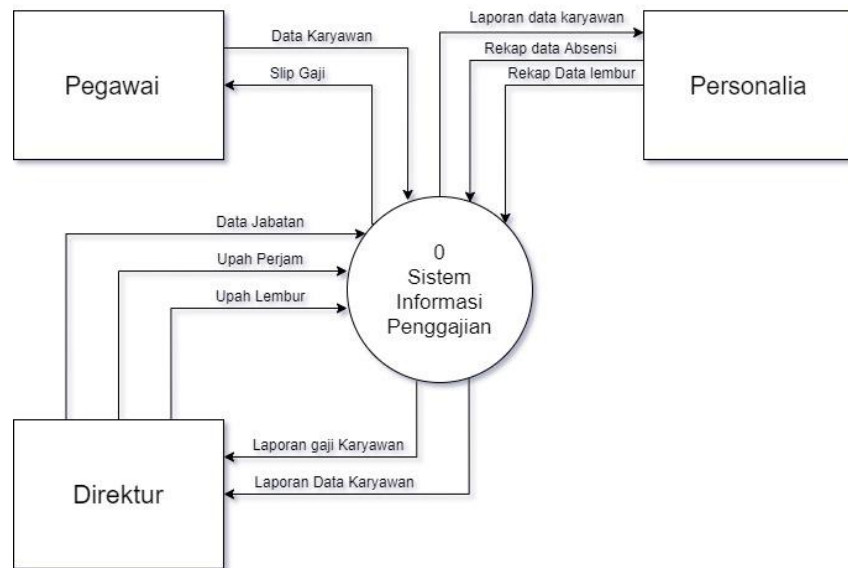 Pegawai
Data Karyawan
Slip Gaji
Laporan data karyawan
Rekap data Absensi
Rekap Data lembur
Personalia
Data Jabatan
Upah Perjam
Upah Lembur
0
Sistem
Informasi
Penggajian
Direktur
Laporan gaji Karyawan
Laporan Data Karyawan